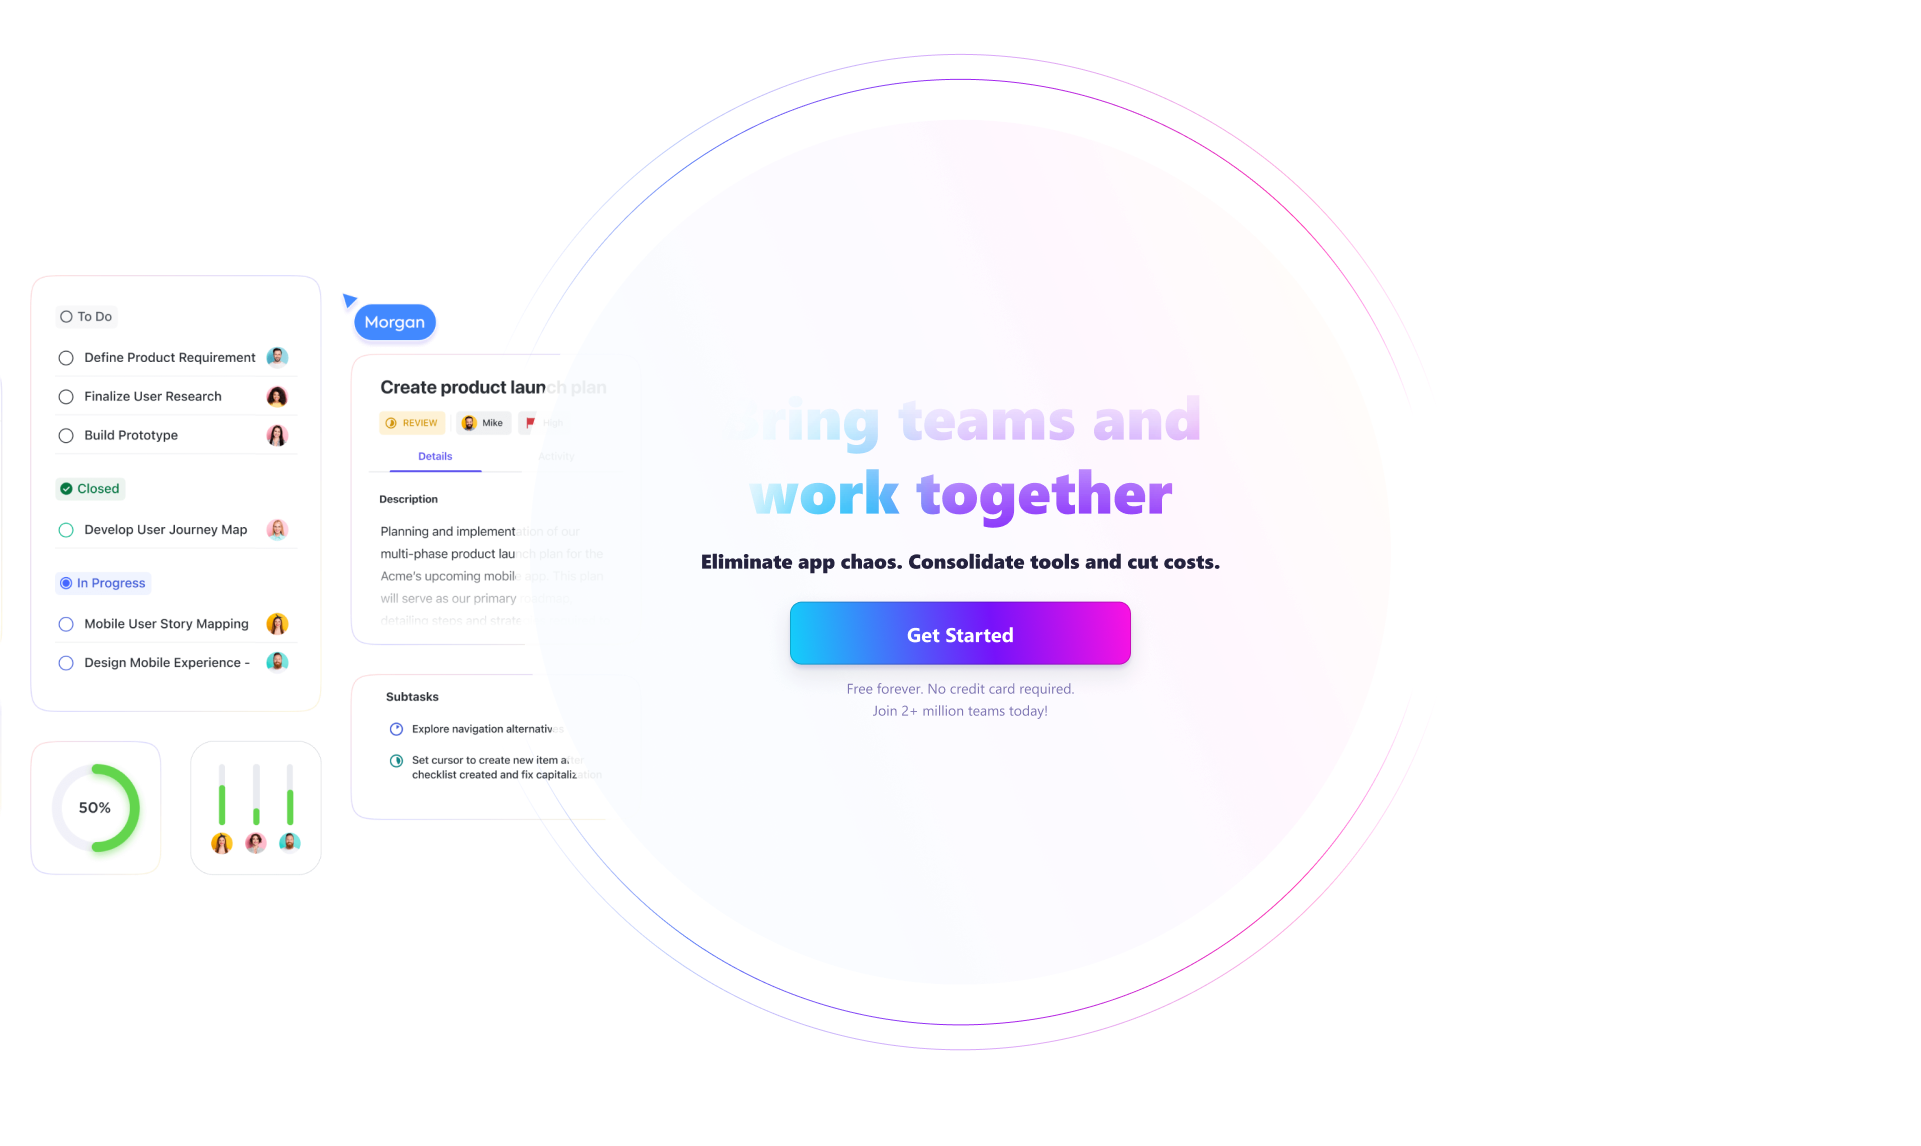 To Do
Define Product Requirement
Finalize User Research
Build Prototype
Closed
Develop User Journey Map
In Progress
Mobile User Story Mapping
Design Mobile Experience -
50%
Morgan
Create product launch plan
REVIEW
Mike
High
Details
Activity
Description
Planning and implementation of our
multi-phase product launch plan for the
Acme's upcoming mobile app. This plan
will serve as our primary
detailing steps and
Subtasks
Explore navigation alternatives
Set cursor to create new item after
checklist created and fix capitalization
Bring teams and
work together
Eliminate app chaos. Consolidate tools and cut costs.
Get Started
Free forever. No credit card required.
Join 2+ million teams today!